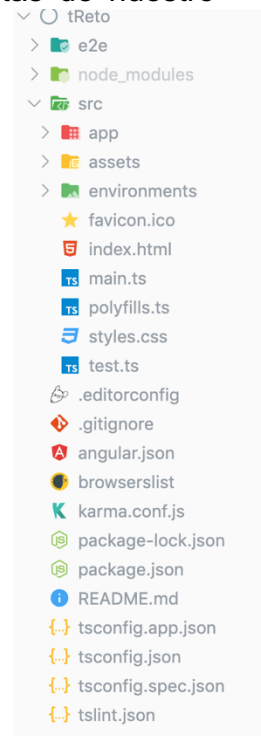 de nuestro
tReto
e2e
node_modules
src
app
assets
environments
favicon.ico
index.html
main.ts
polyfills.ts
styles.css
test.ts
.editorconfig
.gitignore
angular.json
browserslist
karma.conf.js
package-lock.json
package.json
README.md
tsconfig.app.json
tsconfig.json
tsconfig.spec.json
tslint.json